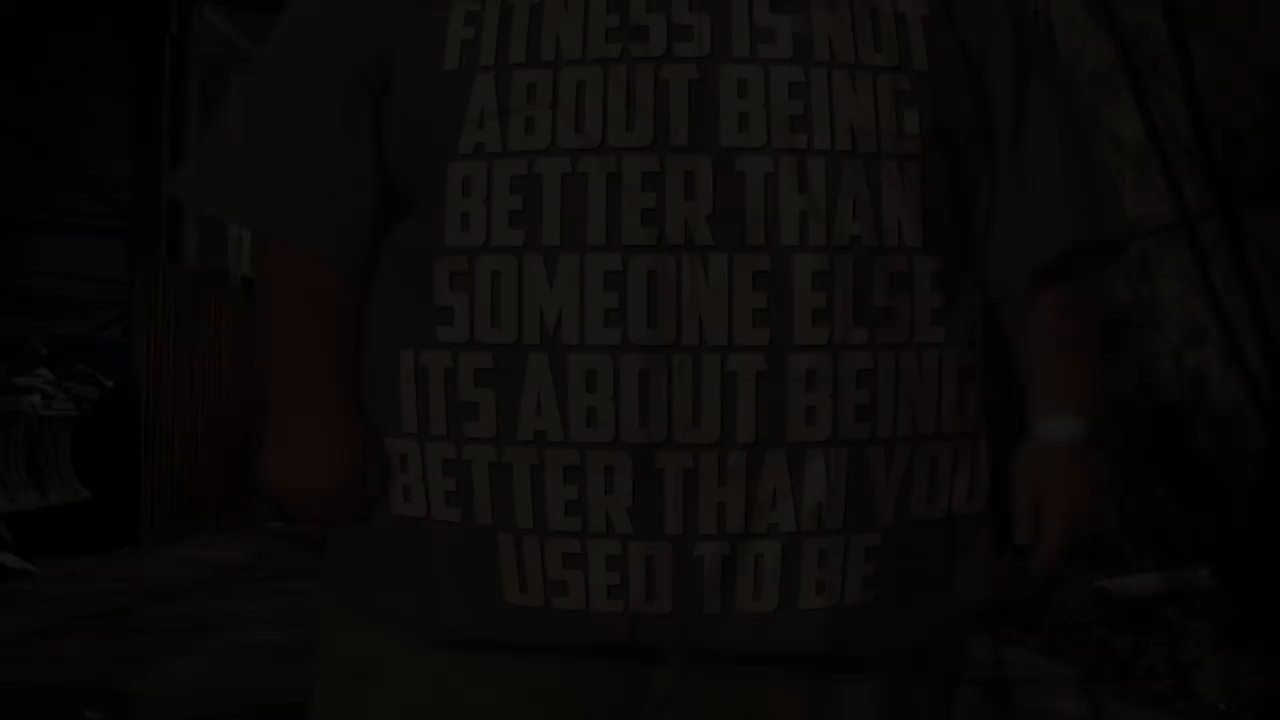 FITNESS IS NOT
ABOUT BEING
BETTER THAN
SOMEONE ELSE
ITS ABOUT BEING
BETTER THAN YOU
USED TO BE